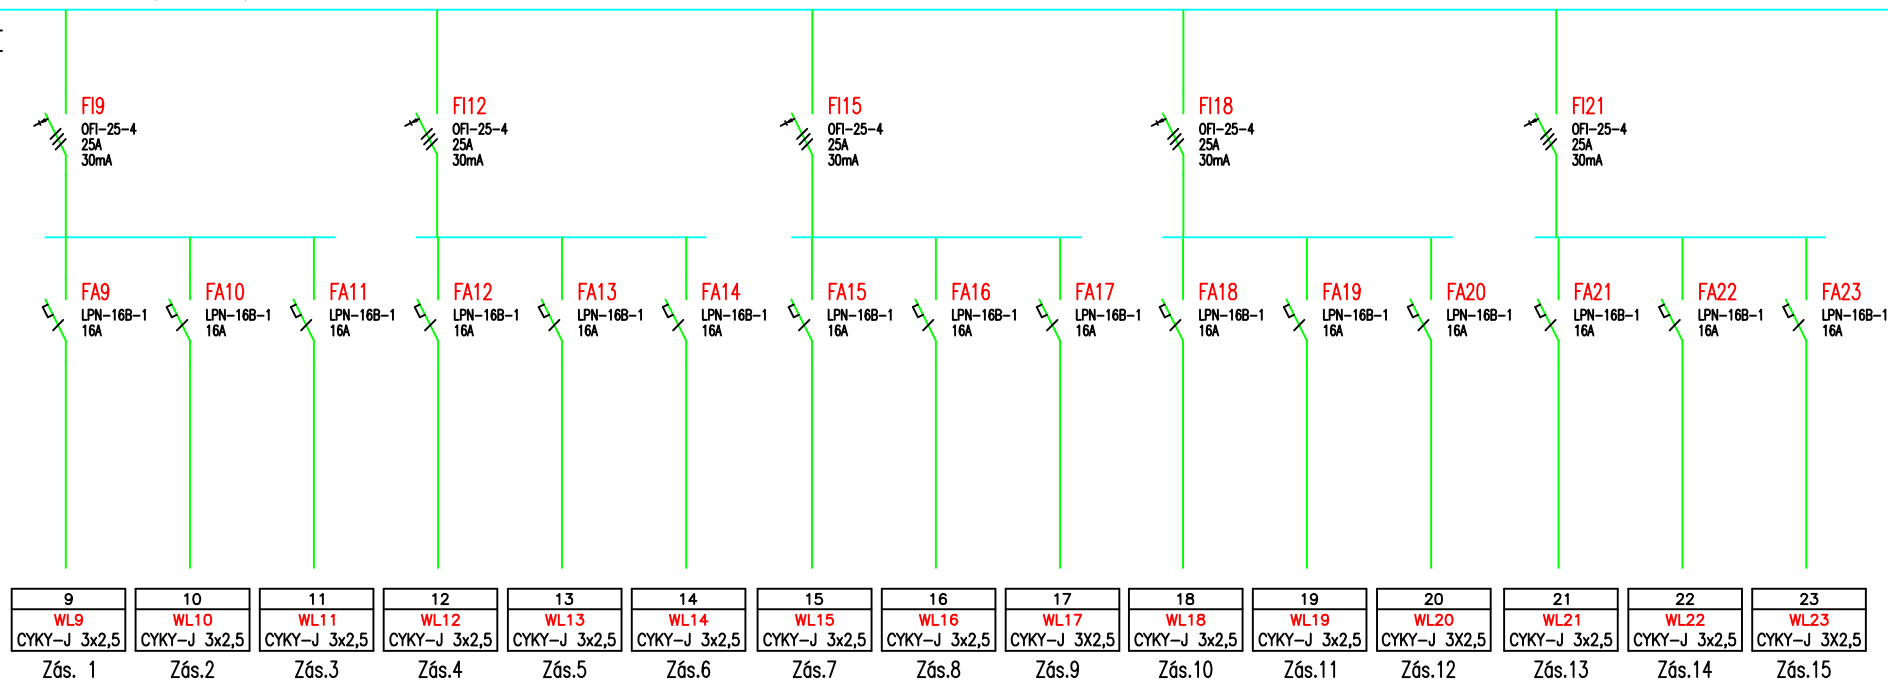 FI9
OFI-25-4
25A
30mA
FI12
OFI-25-4
25A
30mA
FI15
OFI-25-4
25A
30mA
FI18
OFI-25-4
25A
30mA
FI21
OFI-25-4
25A
30mA
FA9
LPN-16B-1
16A
FA10
LPN-16B-1
16A
FA11
LPN-16B-1
16A
FA12
LPN-16B-1
16A
FA13
LPN-16B-1
16A
FA14
LPN-16B-1
16A
FA15
LPN-16B-1
16A
FA16
LPN-16B-1
16A
FA17
LPN-16B-1
16A
FA18
LPN-16B-1
16A
FA19
LPN-16B-1
16A
FA20
LPN-16B-1
16A
FA21
LPN-16B-1
16A
FA22
LPN-16B-1
16A
FA23
LPN-16B-1
16A
9
WL9
CYKY-J 3x2,5
Zás. 1
10
WL10
CYKY-J 3x2,5
Zás.2
11
WL11
CYKY-J 3x2,5
Zás.3
12
WL12
CYKY-J 3x2,5
Zás.4
13
WL13
CYKY-J 3x2,5
Zás.5
14
WL14
CYKY-J 3x2,5
Zás.6
15
WL15
CYKY-J 3x2,5
Zás.7
16
WL16
CYKY-J 3x2,5
Zás.8
17
WL17
CYKY-J 3X2,5
Zás.9
18
WL18
CYKY-J 3x2,5
Zás.10
19
WL19
CYKY-J 3x2,5
Zás.11
20
WL20
CYKY-J 3X2,5
Zás.12
21
WL21
CYKY-J 3x2,5
Zás.13
22
WL22
CYKY-J 3x2,5
Zás.14
23
WL23
CYKY-J 3X2,5
Zás.15